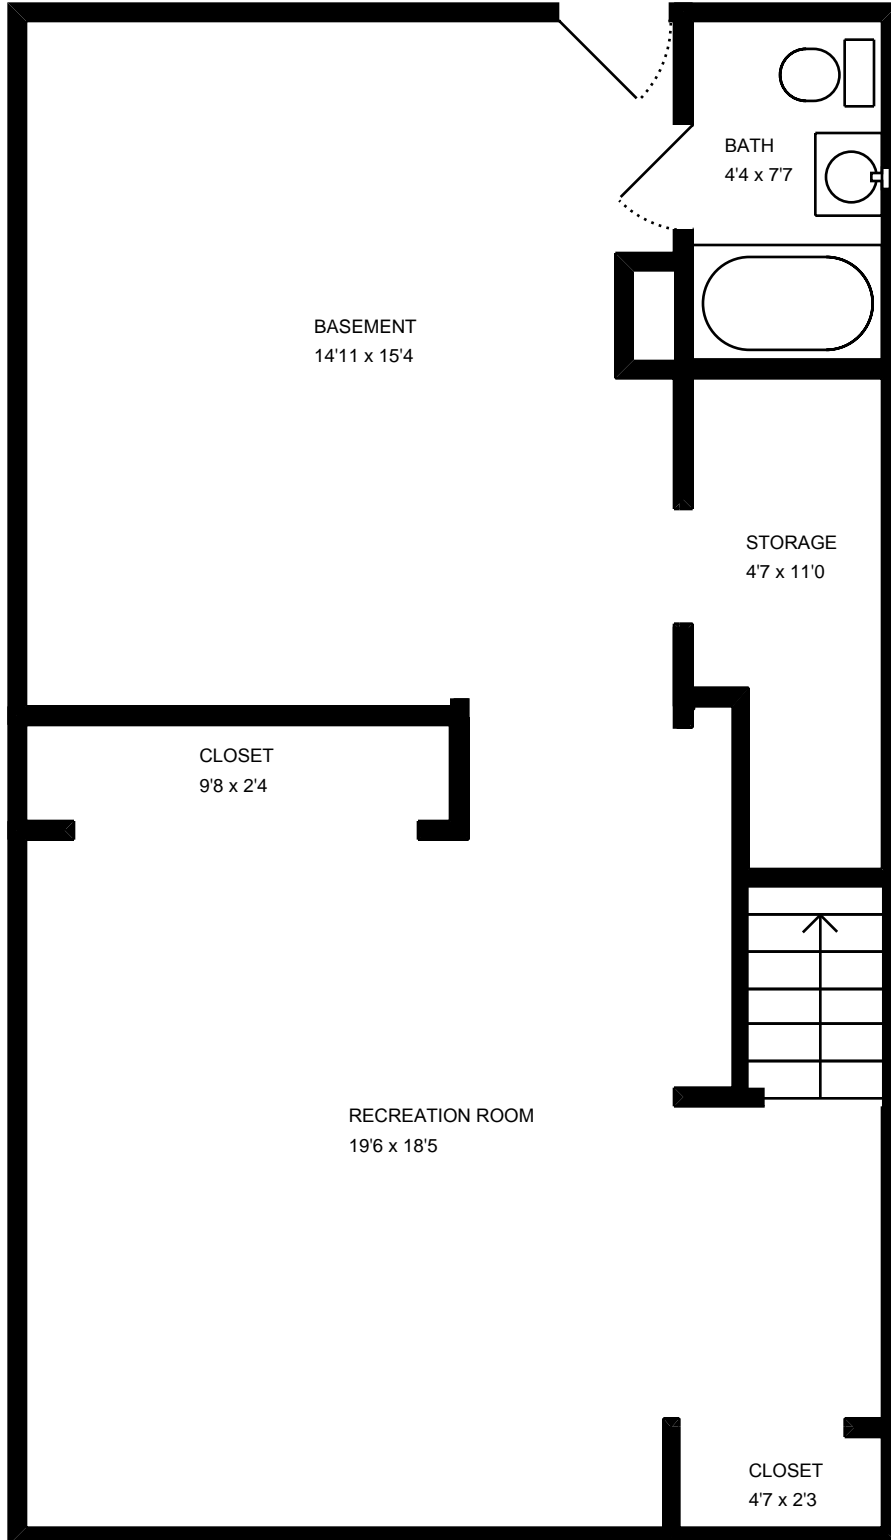 BATH
4'4 x 7'7
BASEMENT
14'11 x 15'4
STORAGE
4'7 x 11'0
CLOSET
9'8 x 2'4
RECREATION ROOM
19'6 x 18'5
CLOSET
4'7 x 2'3